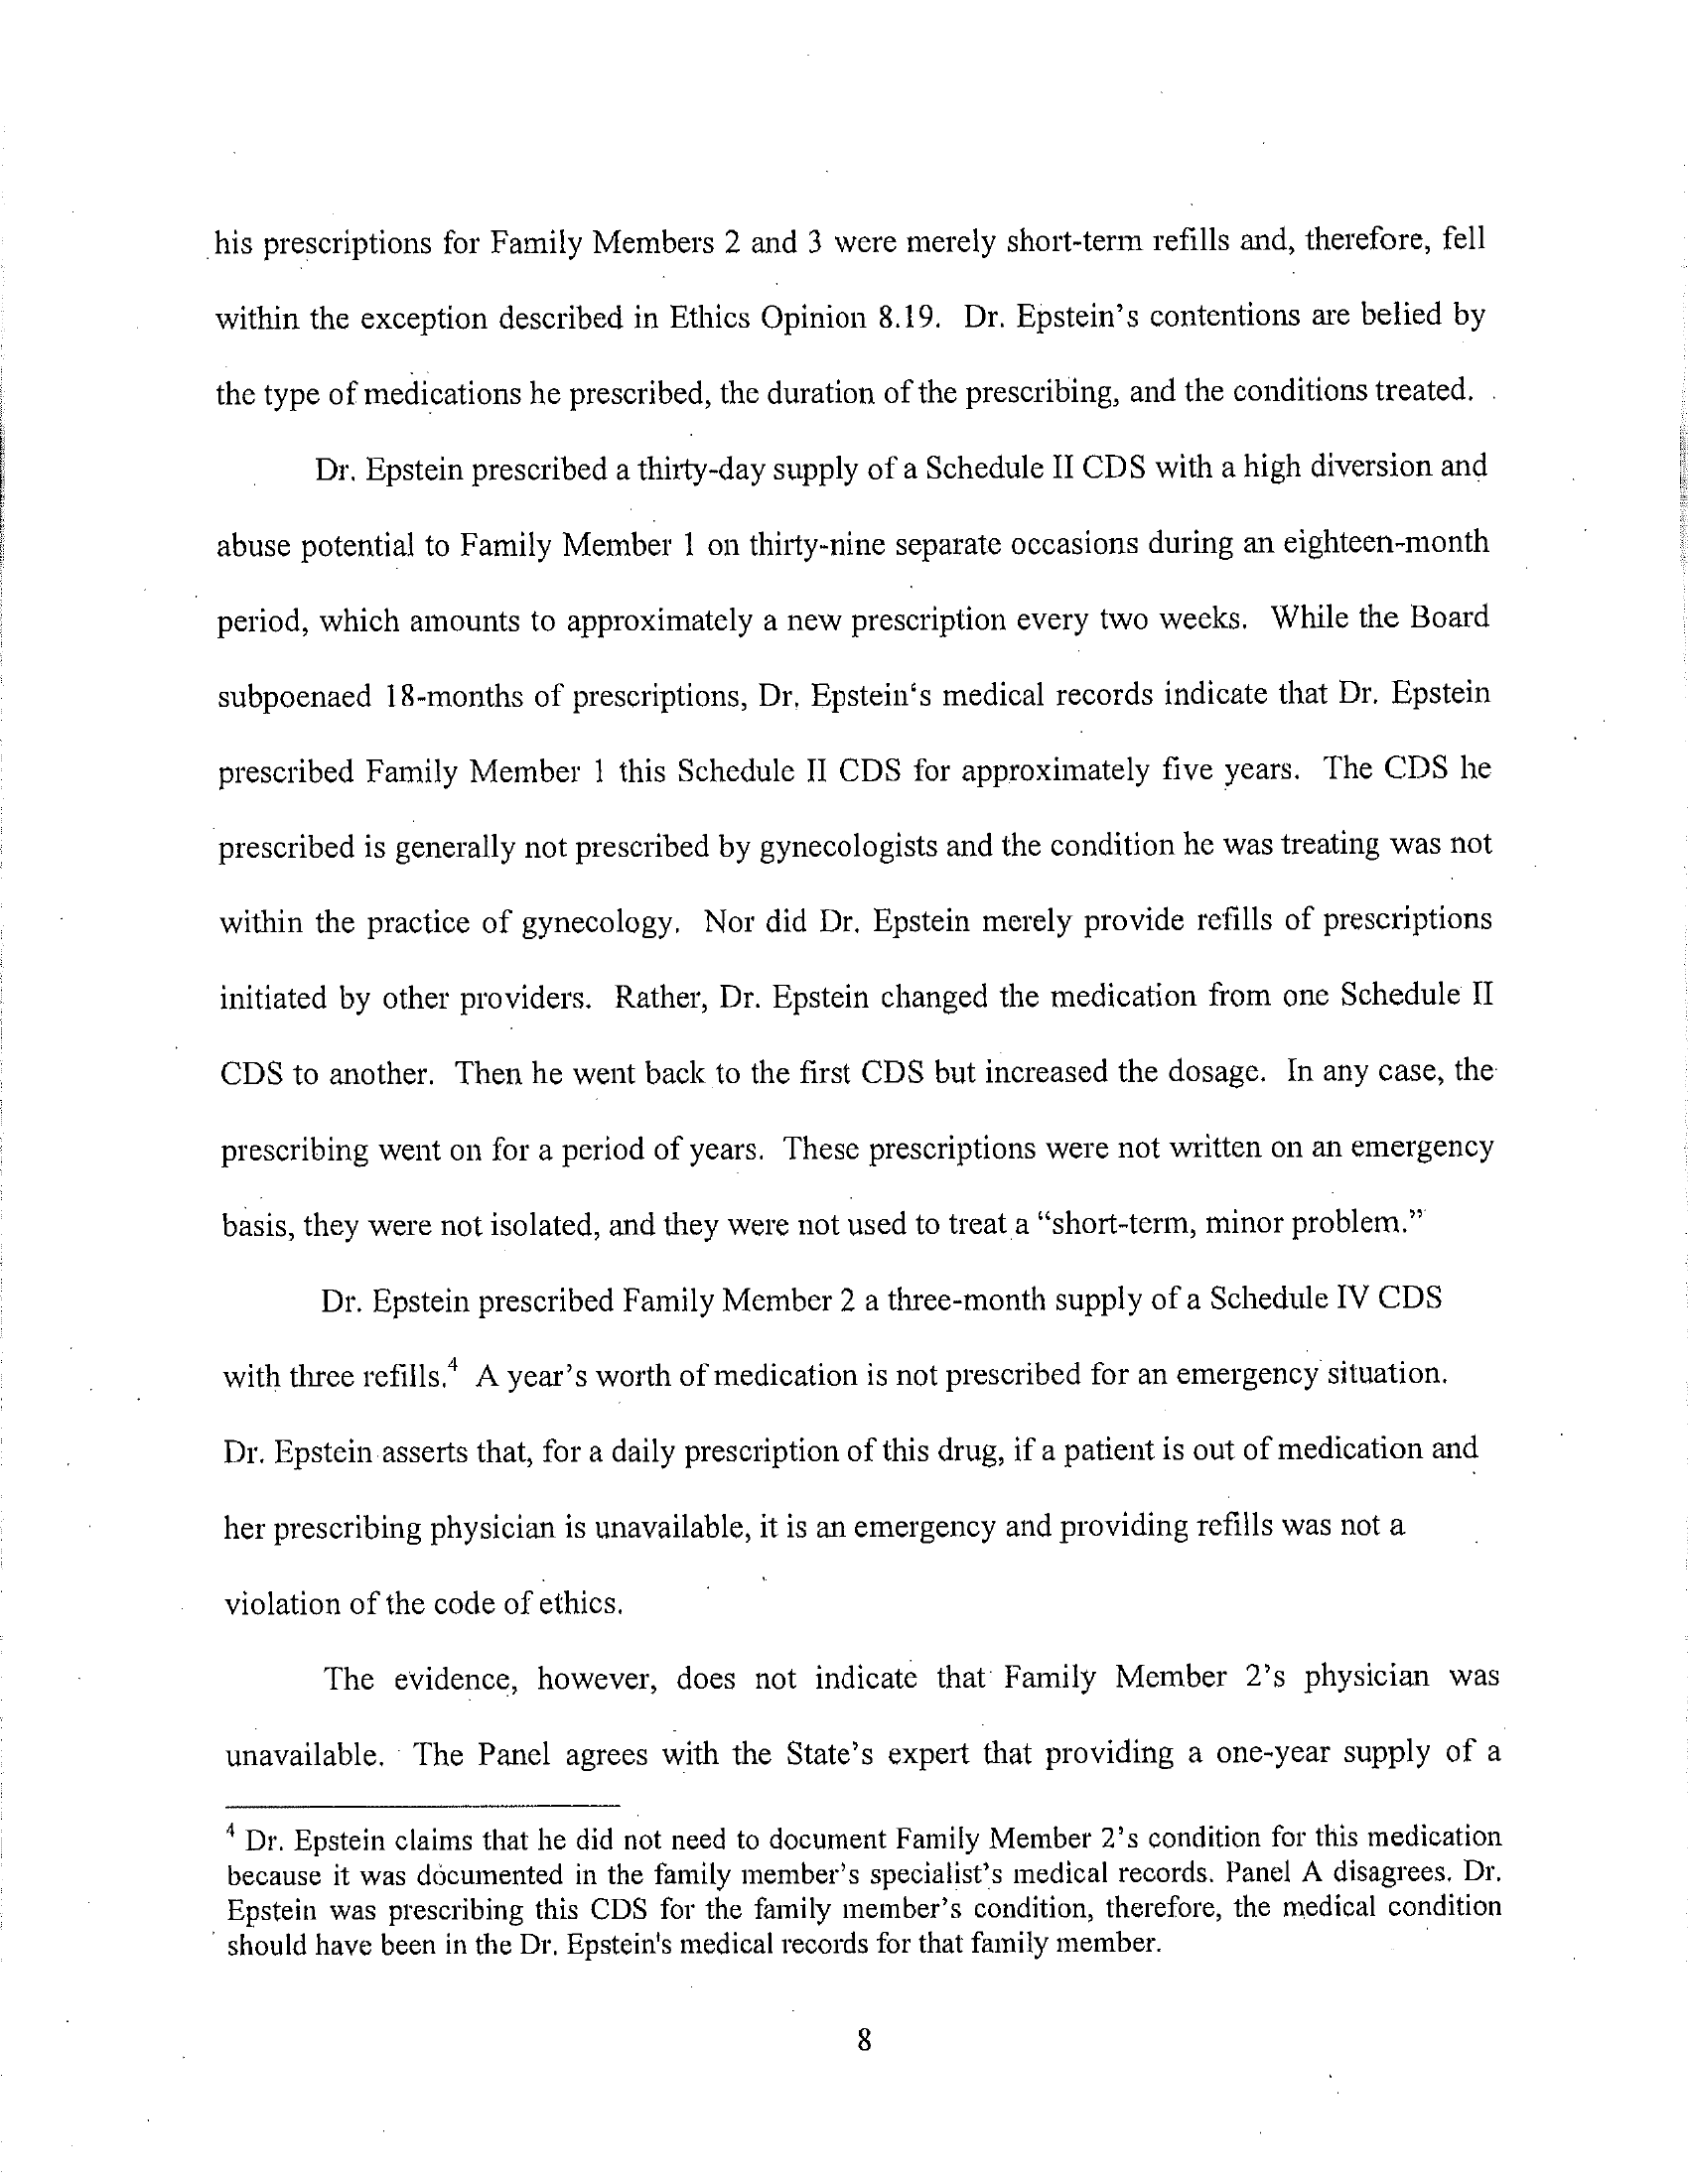 his prescriptions for Family Members 2 and 3 were merely short-term refills and, therefore, fell
within the exception described in Ethics Opinion 8.19. Dr. Epstein's contentions are belied by
the type of medications he prescribed, the duration of the prescribing, and the conditions treated.
Dr. Epstein prescribed a thirty-day supply of a Schedule II CDS with a high diversion and
abuse potential to Family Member 1 on thirty-nine separate occasions during an eighteen-month
period, which amounts to approximately a new prescription every two weeks. While the Board
subpoenaed 18-months of prescriptions, Dr. Epstein‘s medical records indicate that Dr. Epstein
prescribed Family Member 1 this Schedule II CDS for approximately five years. The CDS he
prescribed is generally not prescribed by gynecologists and the condition he was treating was not
within the practice of gynecology. Nor did Dr. Epstein merely provide refills of prescriptions
initiated by other providers. Rather, Dr. Epstein changed the medication from one Schedule II
CDS to another. Then he went back to the first CDS but increased the dosage. In any case, the
prescribing went on for a period of years. These prescriptions were not written on an emergency
basis, they were not isolated, and they were not used to treat a “short-term, minor problem.”
Dr. Epstein prescribed Family Member 2 a three-month supply of a Schedule IV CDS
with three refills.⁴ A year's worth of medication is not prescribed for an emergency situation.
Dr. Epstein asserts that, for a daily prescription of this drug, if a patient is out of medication and
her prescribing physician is unavailable, it is an emergency and providing refills was not a
violation of the code of ethics.
The evidence, however, does not indicate that Family Member 2's physician was
unavailable. The Panel agrees with the State's expert that providing a one-year supply of a
⁴ Dr. Epstein claims that he did not need to document Family Member 2's condition for this medication
because it was documented in the family member's specialist's medical records. Panel A disagrees. Dr.
Epstein was prescribing this CDS for the family member's condition, therefore, the medical condition
should have been in the Dr. Epstein's medical records for that family member.
8